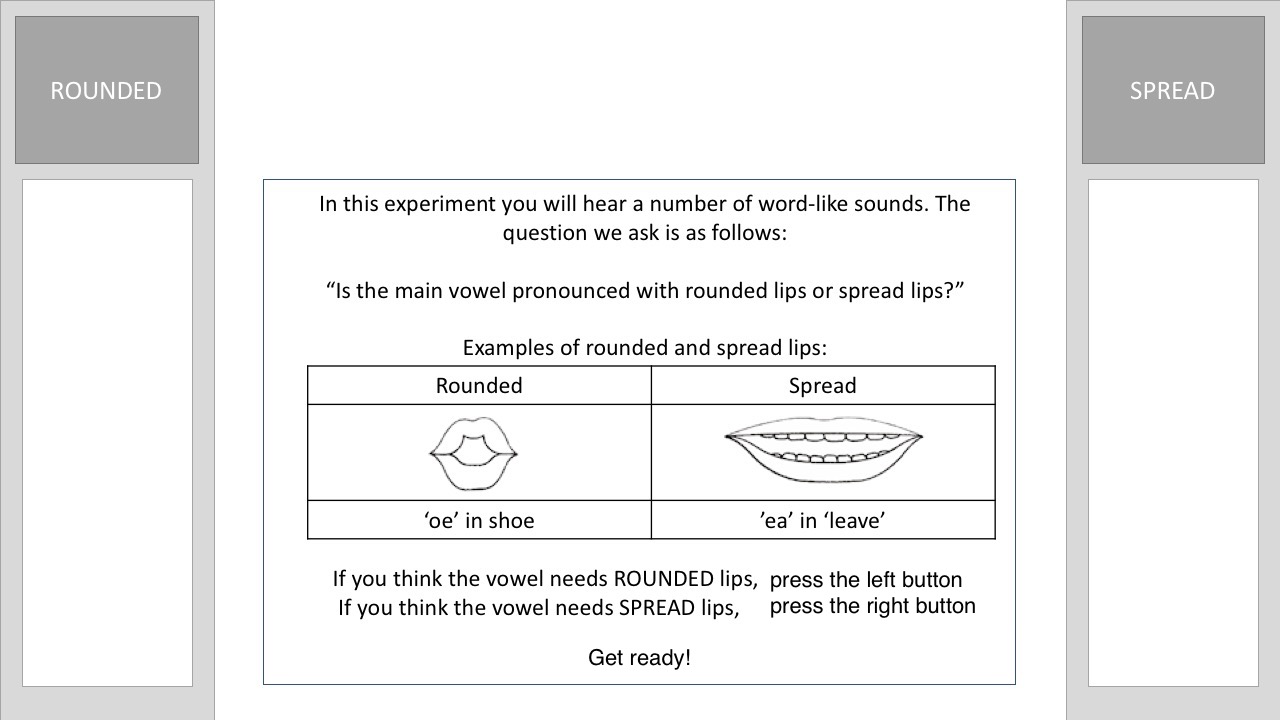 ROUNDED
SPREAD
In this experiment you will hear a number of word-like sounds. The
question we ask is as follows:
“Is the main vowel pronounced with rounded lips or spread lips?”
Examples of rounded and spread lips:
Rounded
Spread
‘oe’ in shoe
’ea’ in ‘leave’
If you think the vowel needs ROUNDED lips, press the left button
If you think the vowel needs SPREAD lips, press the right button
Get ready!